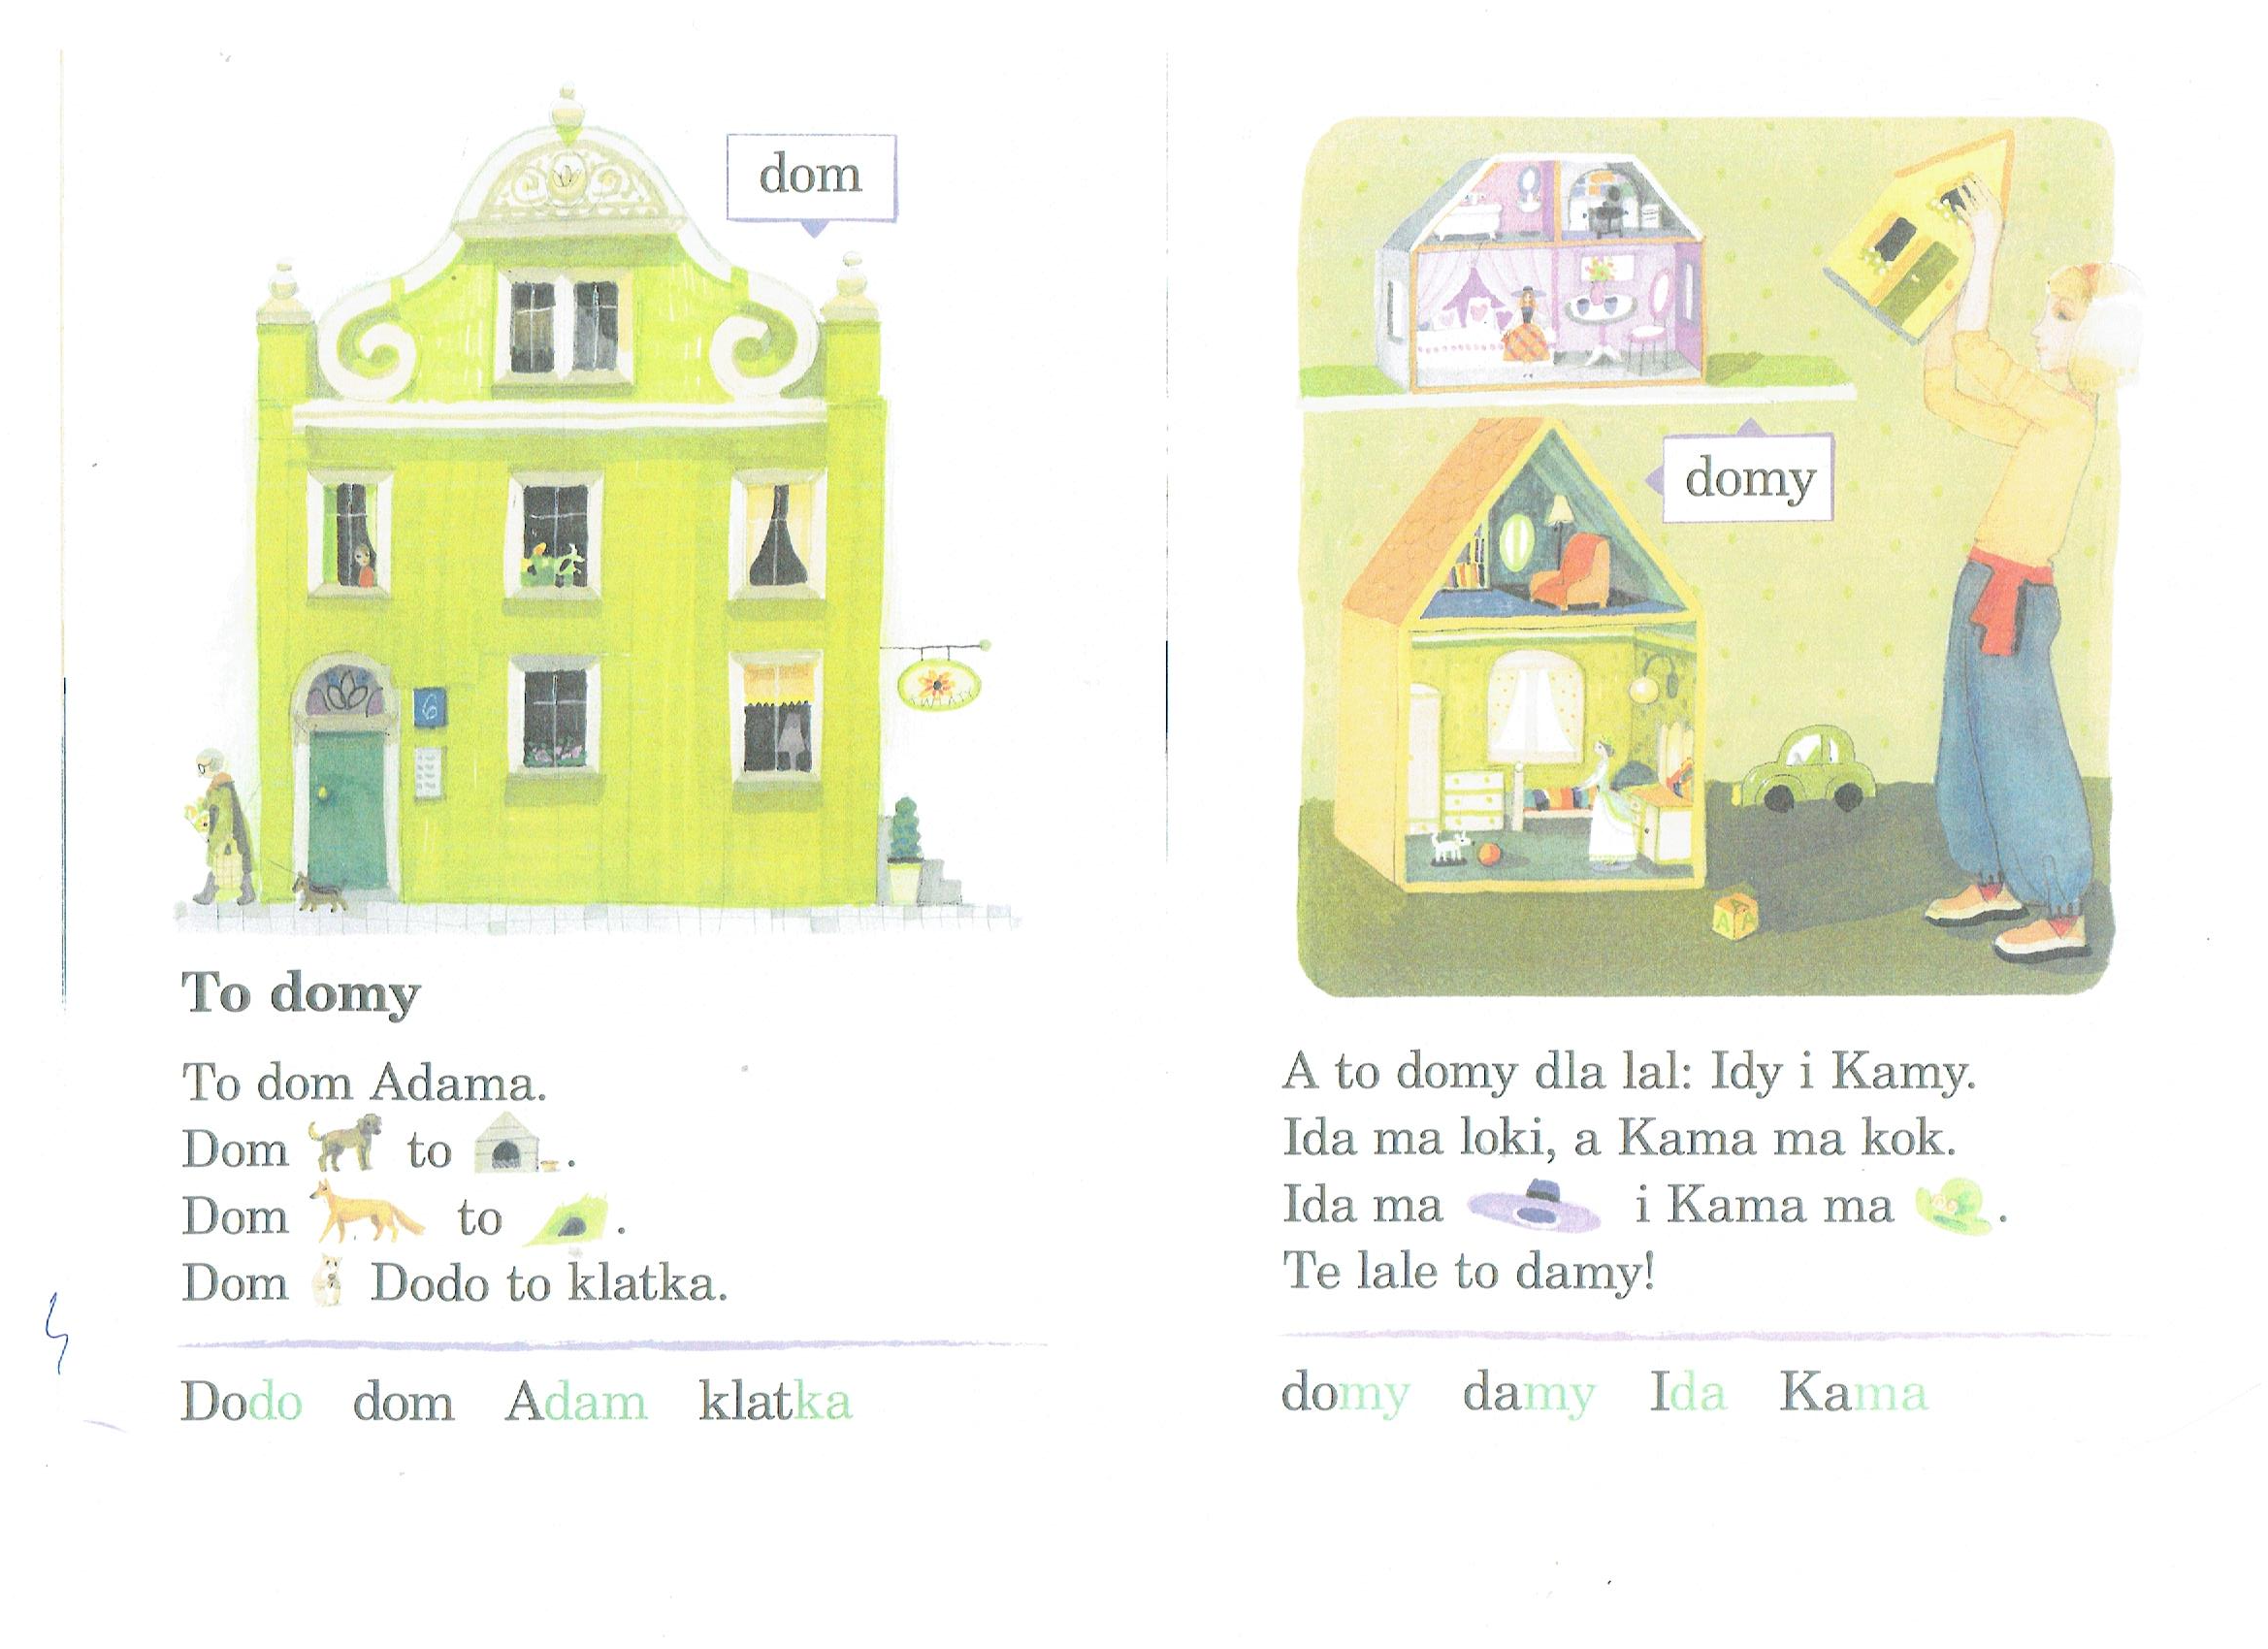 dom
6
KWIATY
To domy
To dom Adama.
Dom to .
Dom to .
Dom Dodo to klatka.
Dodo dom Adam klatka
domy
A A A
A to domy dla lal: Idy i Kamy.
Ida ma loki, a Kama ma kok.
Ida ma i Kama ma .
Te lale to damy!
domy damy Ida Kama